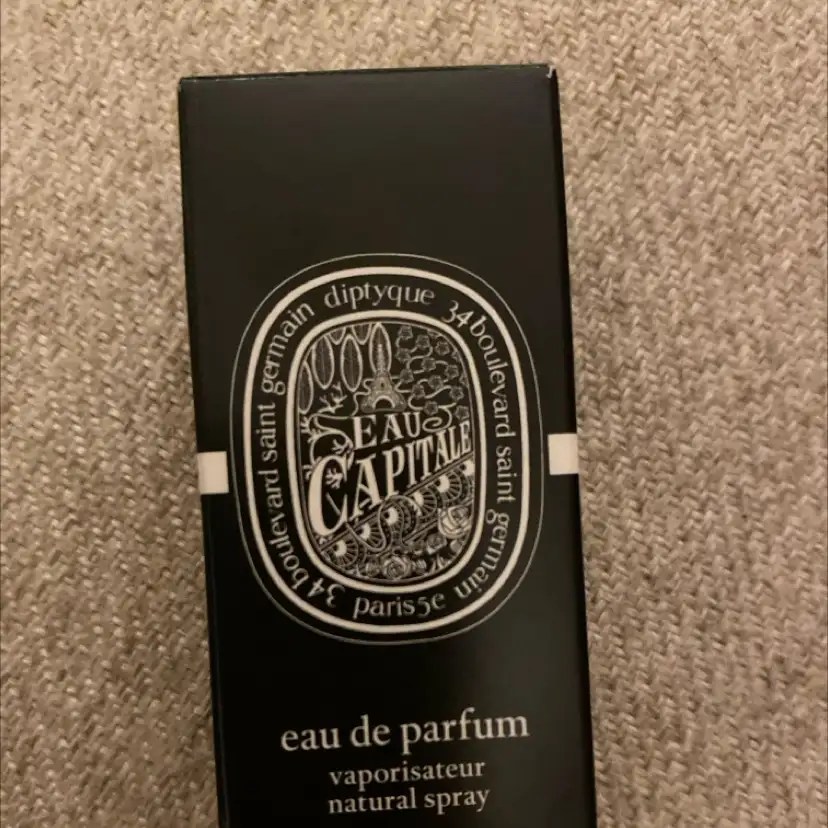 diptyque 34 boulevard saint germain paris5e 34 boulevard saint germain
EAU
CAPITALE
eau de parfum
vaporisateur
natural spray